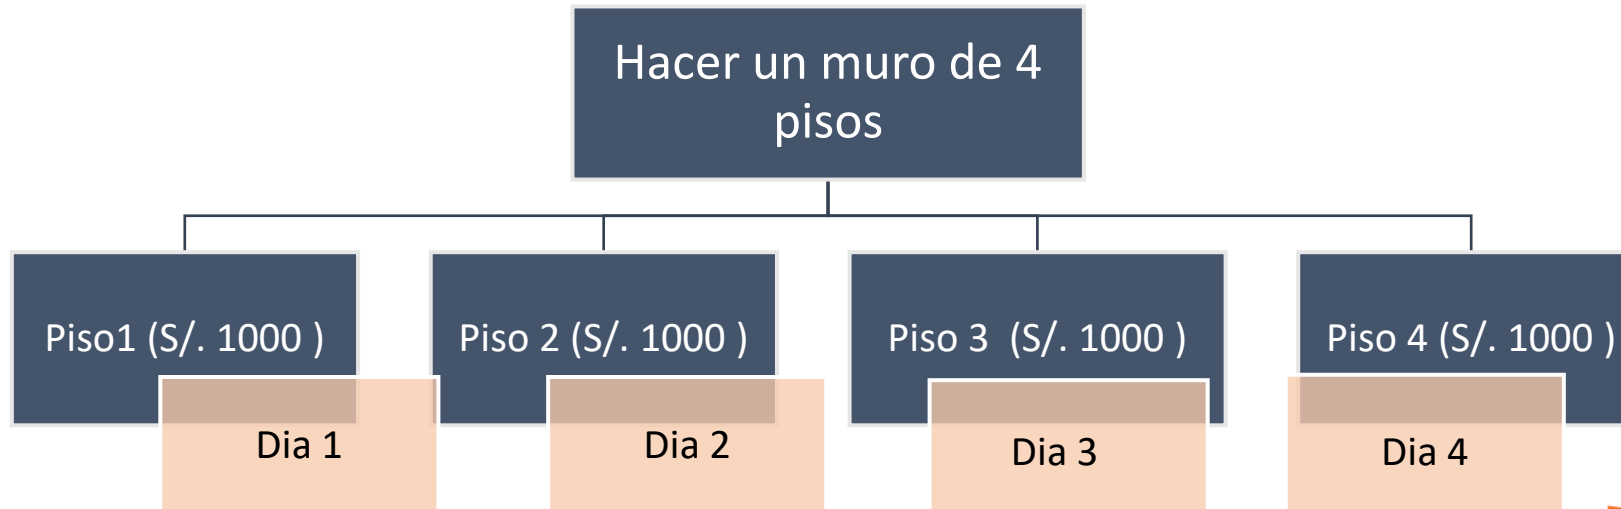 Hacer un muro de 4
pisos
Piso1 (S/. 1000 )
Piso 2 (S/. 1000 )
Piso 3  (S/. 1000 )
Piso 4 (S/. 1000 )
Dia 1
Dia 2
Dia 3
Dia 4